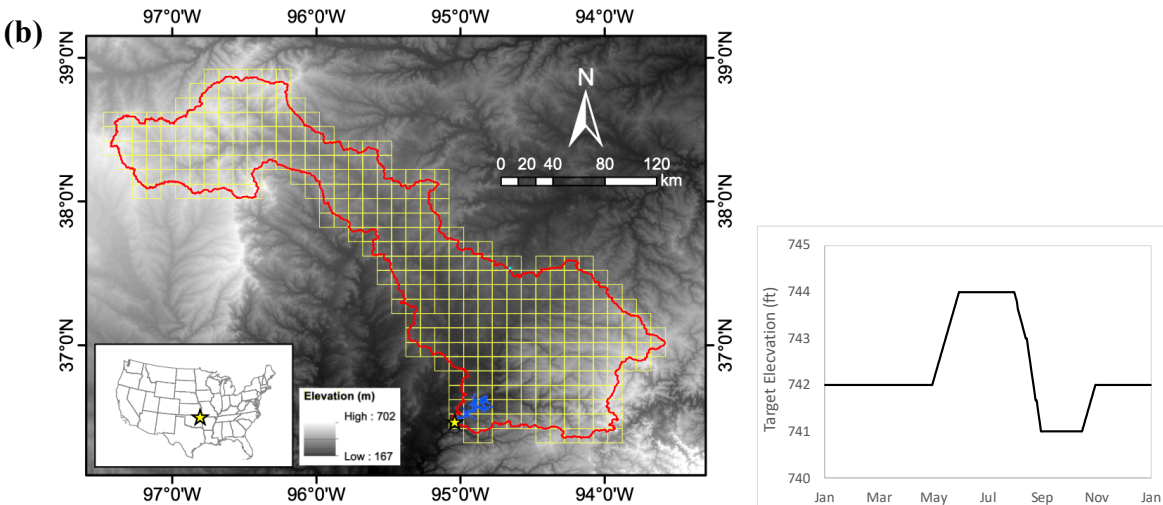 (b)
97°0'W 96°0'W 95°0'W 94°0'W
39°0'N 39°0'N
N
0 20 40 80 120
km
38°0'N 38°0'N
37°0'N 37°0'N
Elevation (m)
High : 702
Low : 167
97°0'W 96°0'W 95°0'W 94°0'W
745
744
743
742
741
740
Target Elecvation (ft)
Jan Mar May Jul Sep Nov Jan